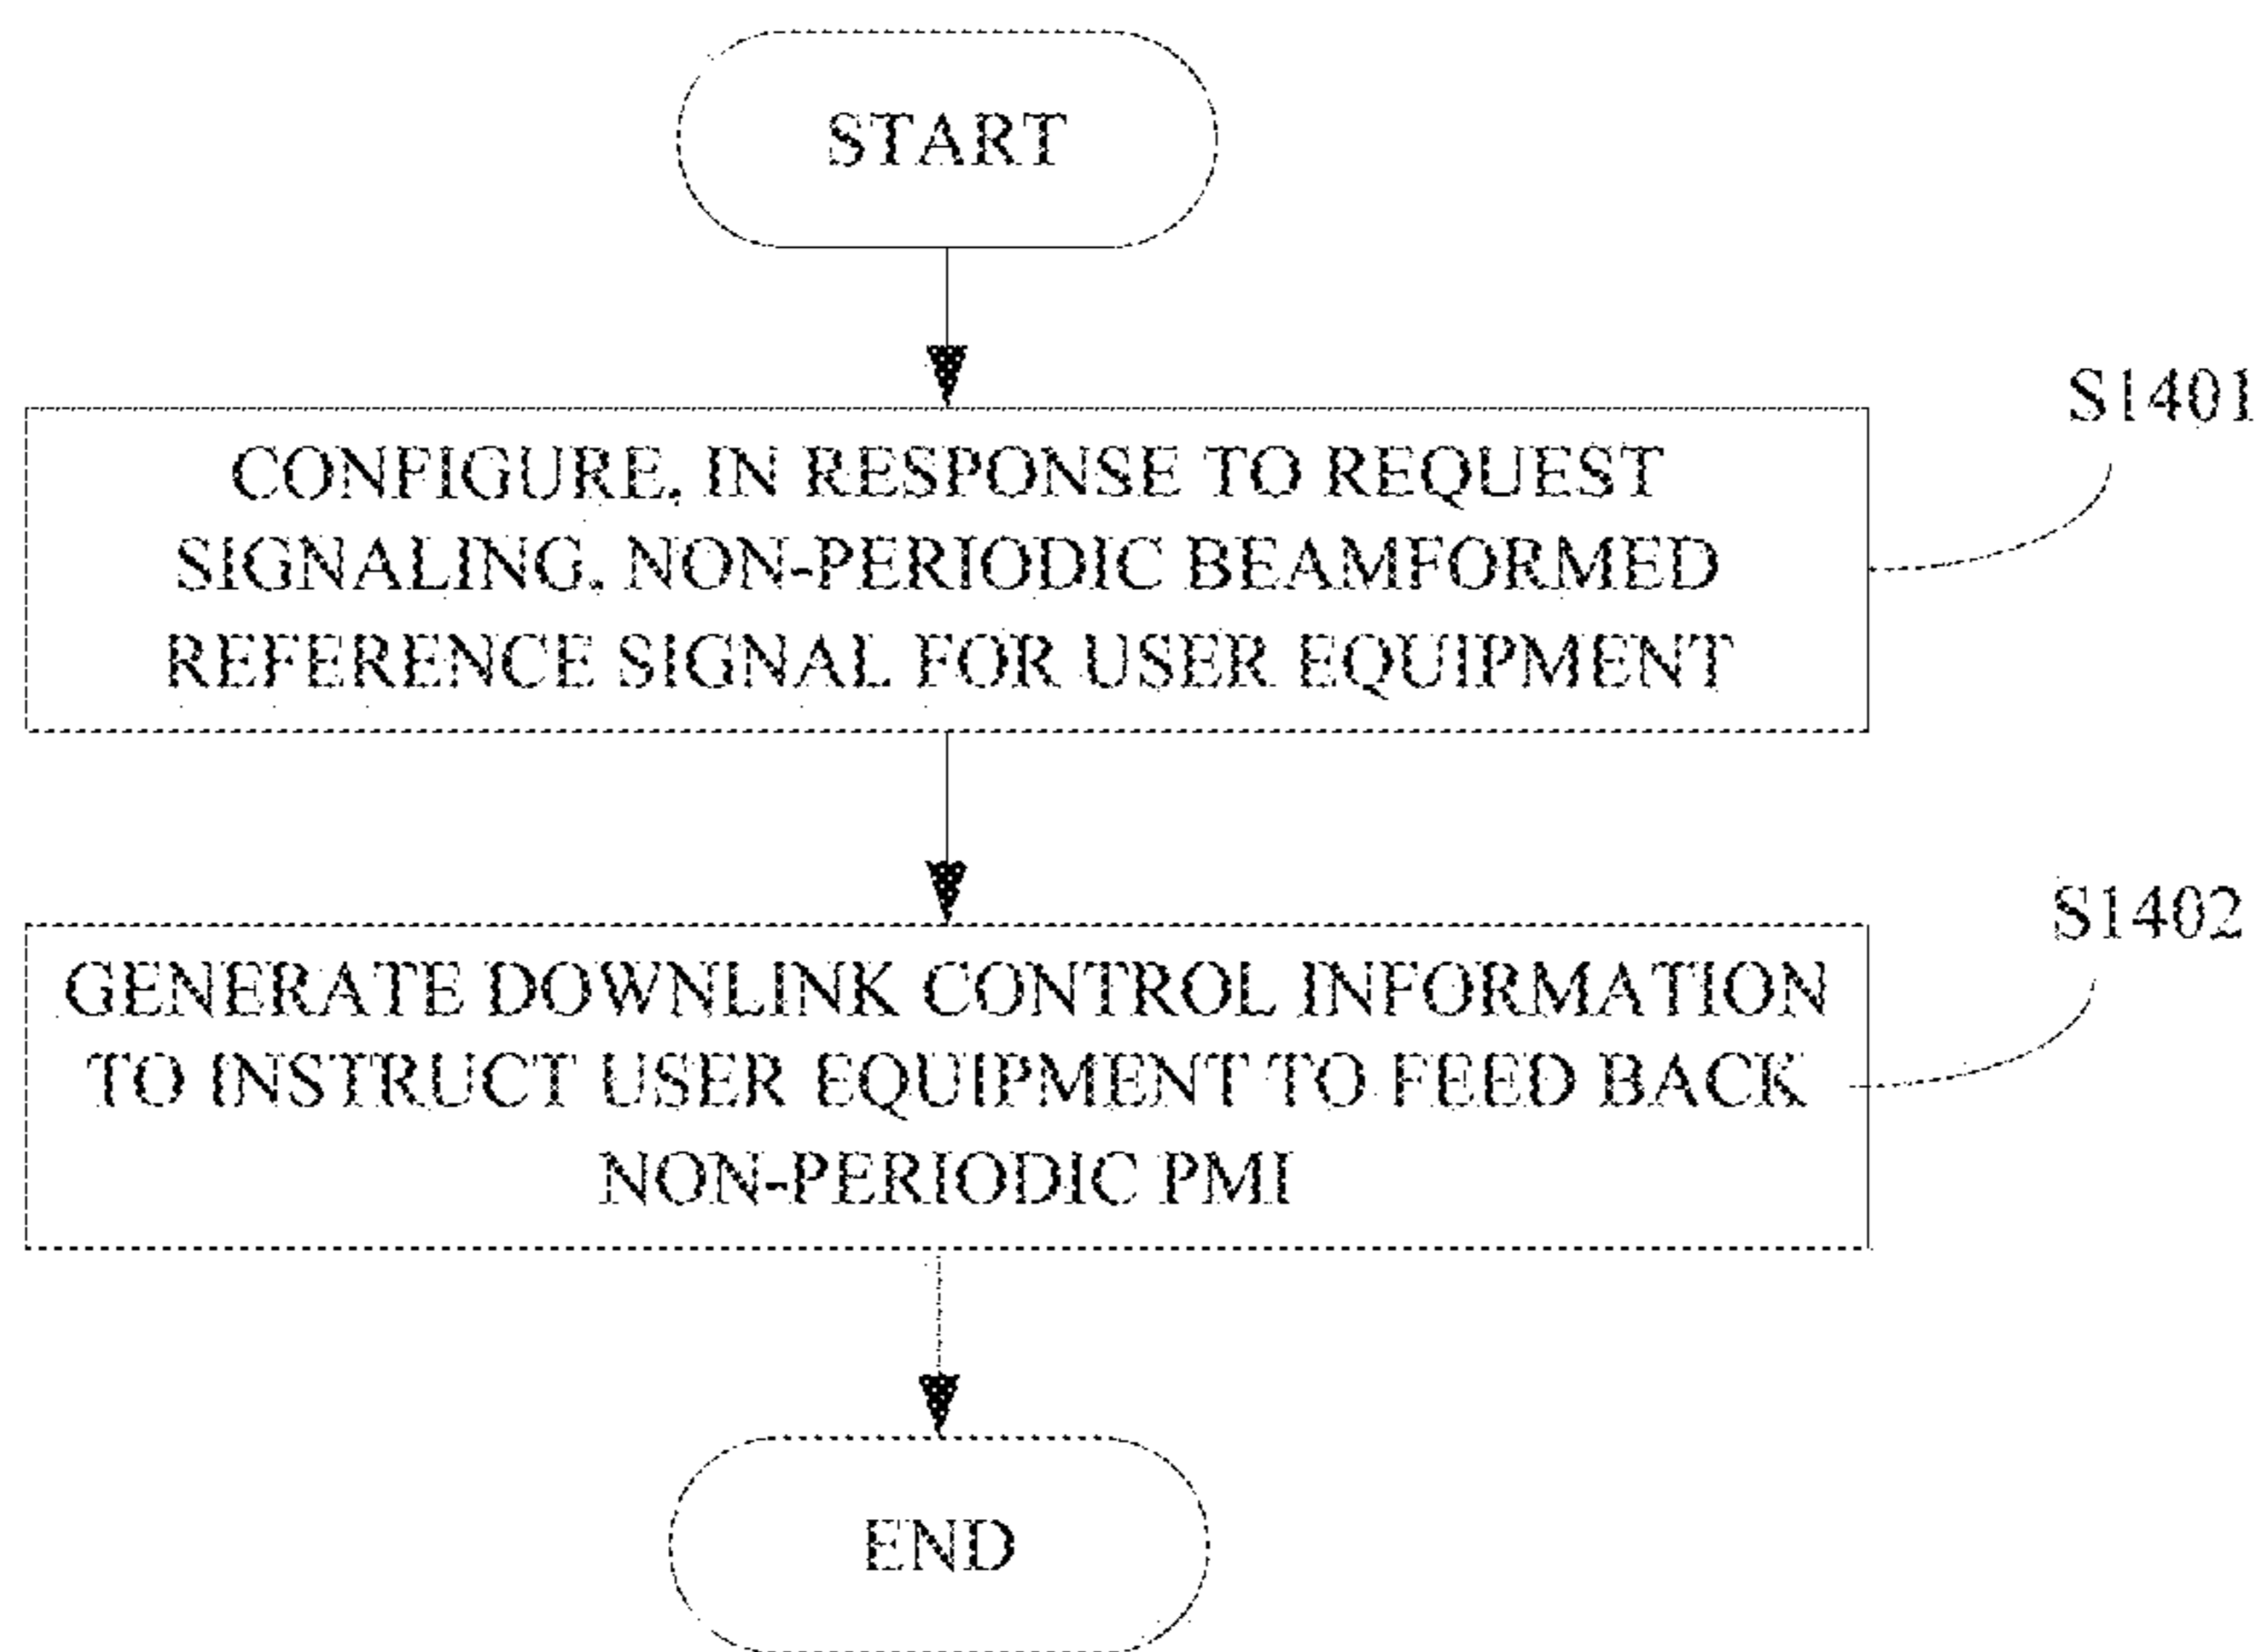 START
S1401
CONFIGURE, IN RESPONSE TO REQUEST
SIGNALING, NON-PERIODIC BEAMFORMED
REFERENCE SIGNAL FOR USER EQUIPMENT
S1402
GENERATE DOWNLINK CONTROL INFORMATION
TO INSTRUCT USER EQUIPMENT TO FEED BACK
NON-PERIODIC PMI
END